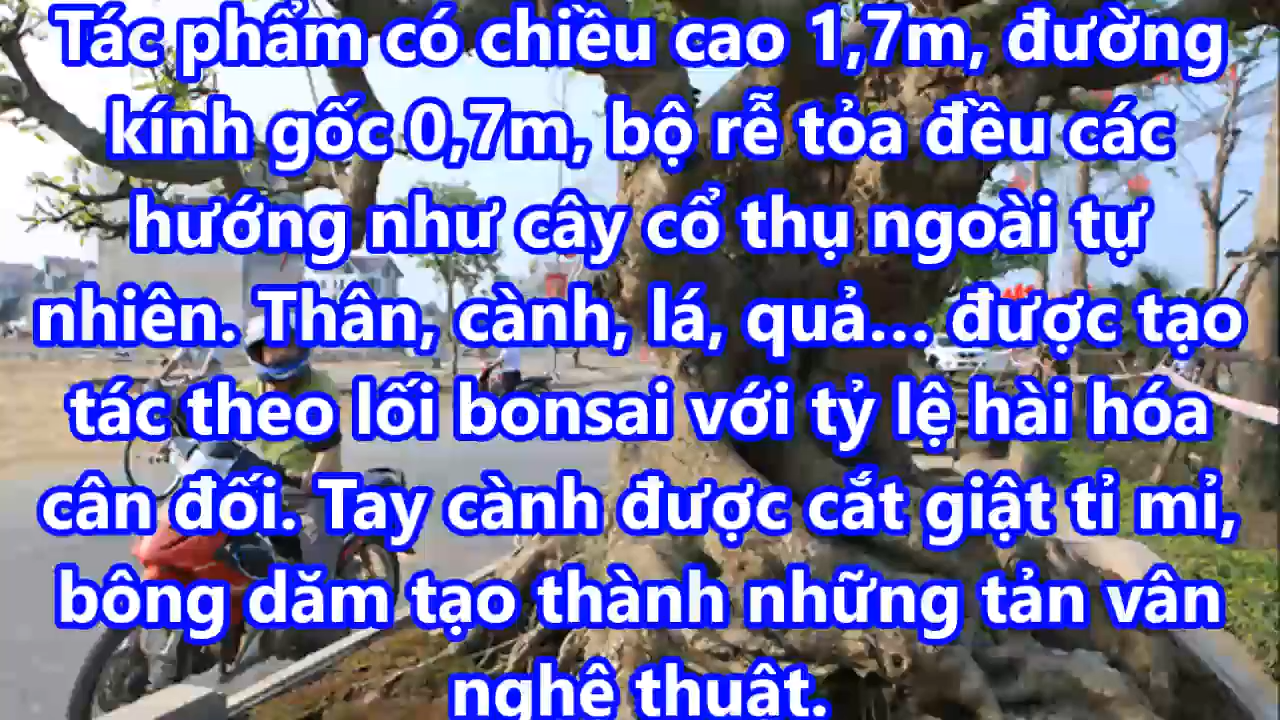 Tác phẩm có chiều cao 1,7m, đường
kính gốc 0,7m, bộ rễ tỏa đều các
hướng như cây cổ thụ ngoài tự
nhiên. Thân, cành, lá, quả... được tạo
tác theo lối bonsai với tỷ lệ hài hóa
cân đối. Tay cành được cắt giật tỉ mỉ,
bông dăm tạo thành những tản vân
nghệ thuật.